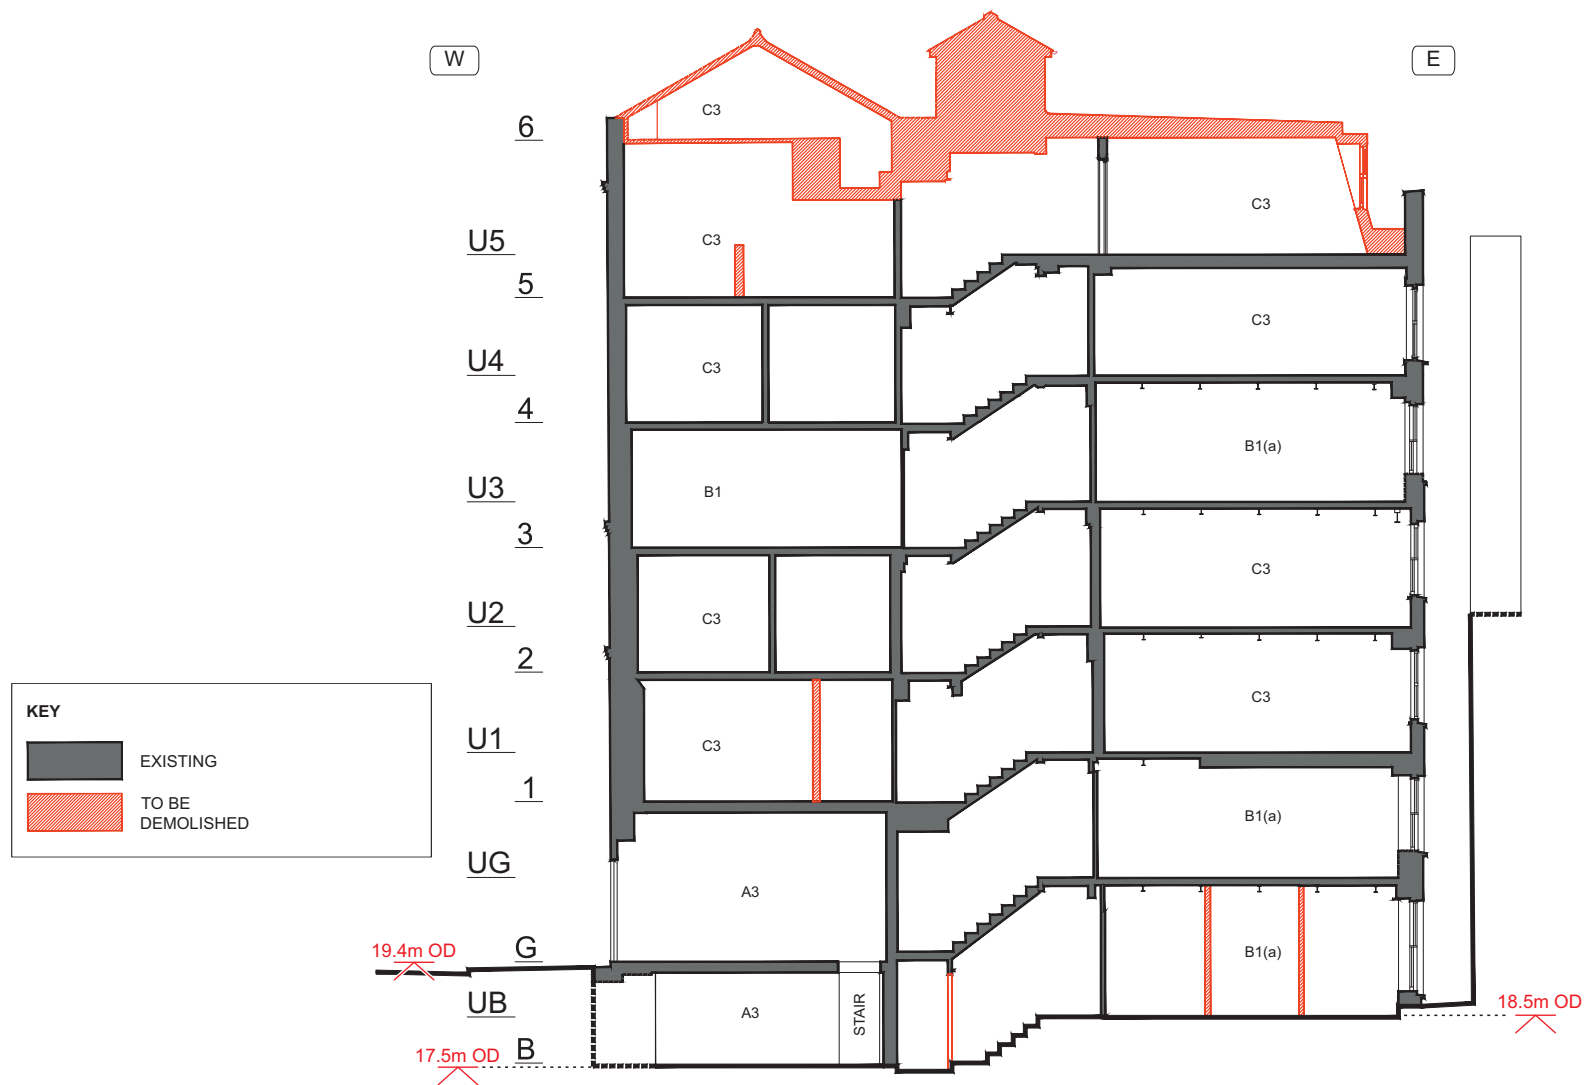 W
E
C3
6
C3
U5
C3
5
C3
U4
C3
4
B1(a)
U3
B1
3
C3
U2
C3
2
C3
KEY
U1
C3
EXISTING
1
TO BE
DEMOLISHED
B1(a)
UG
A3
G
19.4m OD
B1(a)
UB
A3
STAIR
18.5m OD
B
17.5m OD